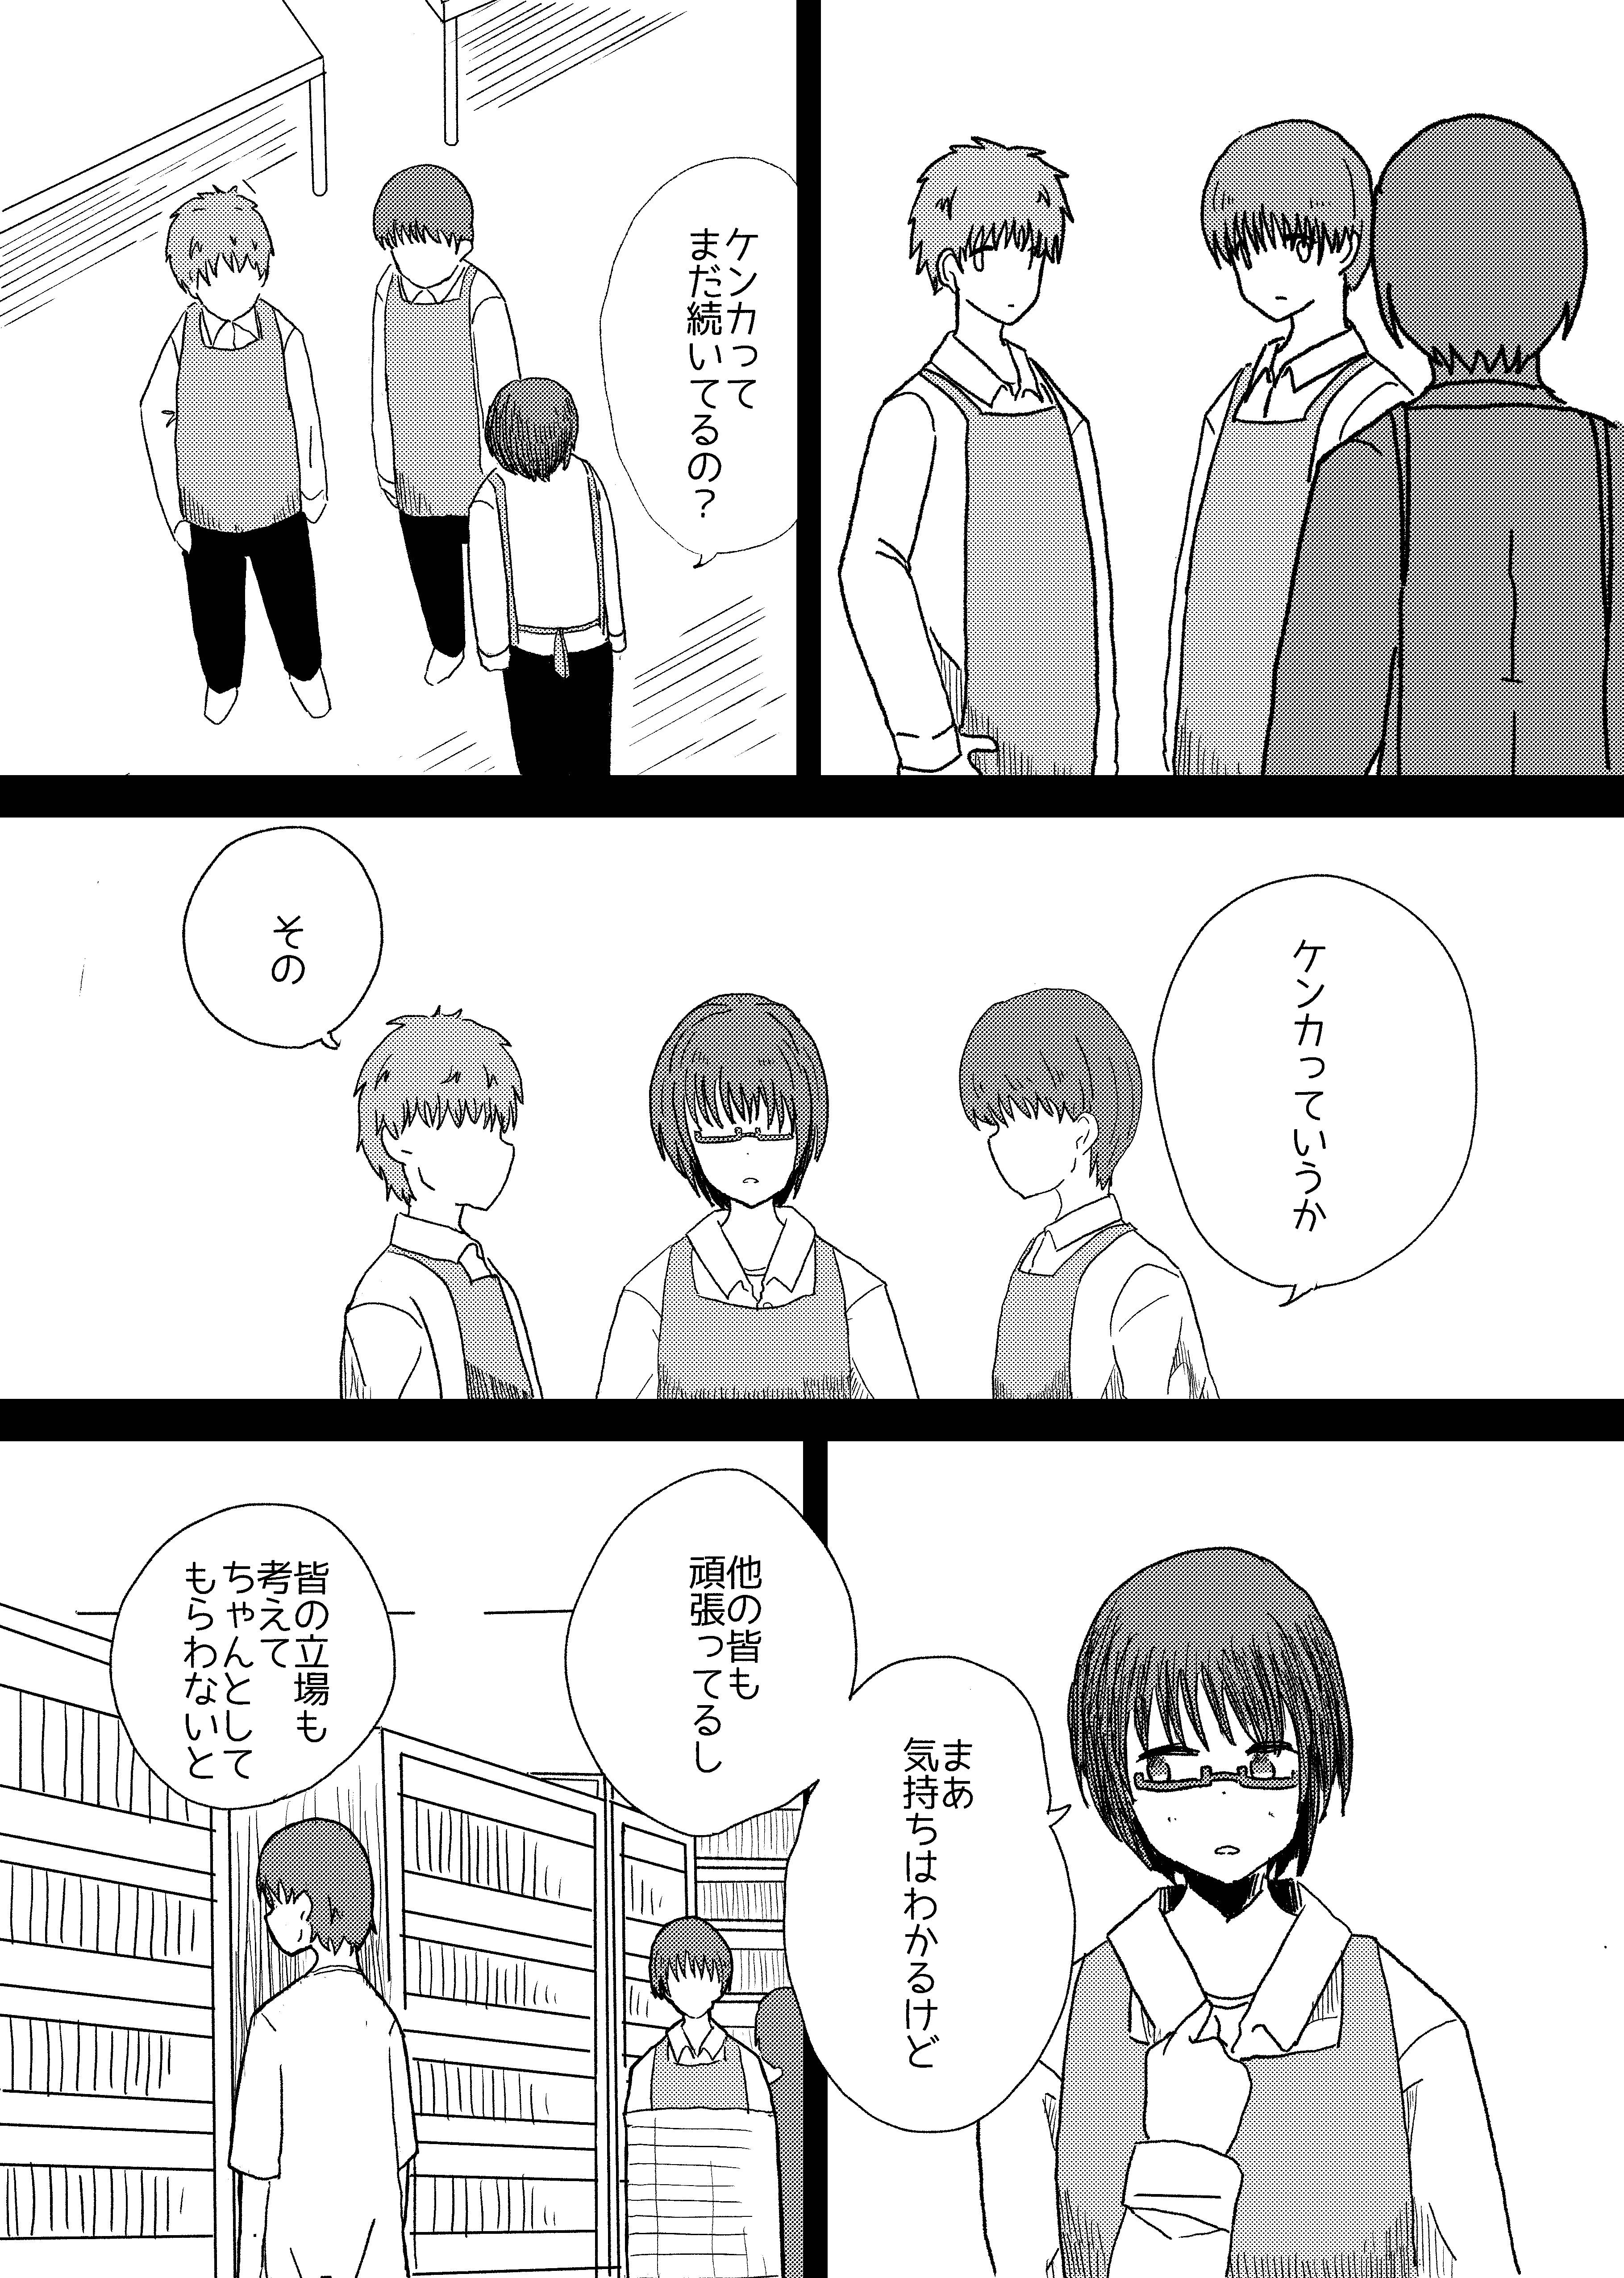 ケンカって
まだ続いてるの？
ケンカっていうか
その
まあ
気持ちはわかるけど
他の皆も
頑張ってるし
皆の立場も
考えて
ちゃんとして
もらわないと